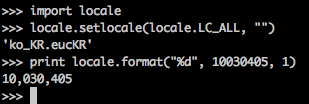 >>> import locale
>>> locale.setlocale(locale.LC_ALL, "")
'ko_KR.eucKR'
>>> print locale.format("%d", 10030405, 1)
10,030,405
>>>